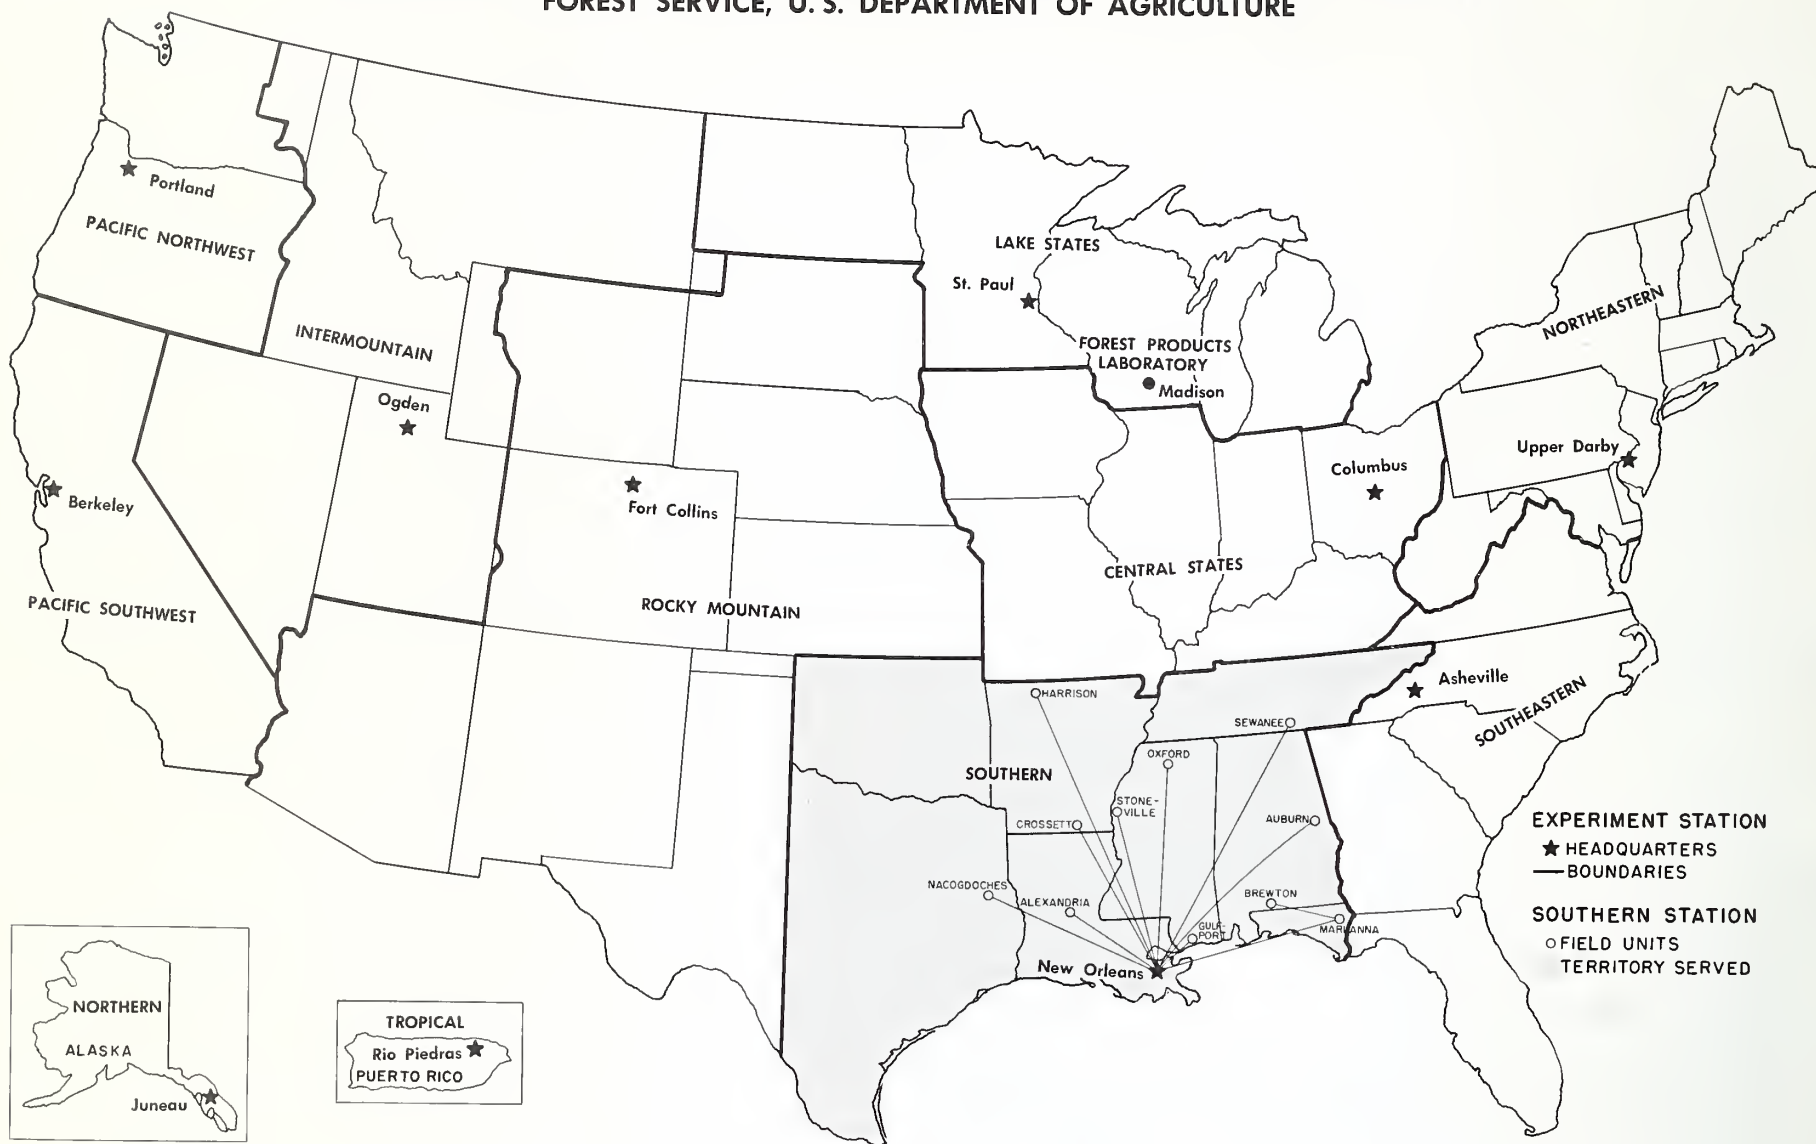 FOREST SERVICE, U. S. DEPARTMENT OF AGRICULTURE
Portland
PACIFIC NORTHWEST
LAKE STATES
St. Paul
NORTHEASTERN
INTERMOUNTAIN
FOREST PRODUCTS
LABORATORY
Madison
Ogden
Upper Darby
Columbus
Berkeley
Fort Collins
CENTRAL STATES
PACIFIC SOUTHWEST
ROCKY MOUNTAIN
Asheville
SOUTHEASTERN
HARRISON
SEWANEE
OXFORD
SOUTHERN
STONE-
VILLE
CROSSETT
AUBURN
NACOGDOCHES
ALEXANDRIA
BREWTON
GULF-
PORT
MARIANNA
New Orleans
EXPERIMENT STATION
HEADQUARTERS
BOUNDARIES
SOUTHERN STATION
FIELD UNITS
TERRITORY SERVED
NORTHERN
ALASKA
Juneau
TROPICAL
Rio Piedras
PUERTO RICO